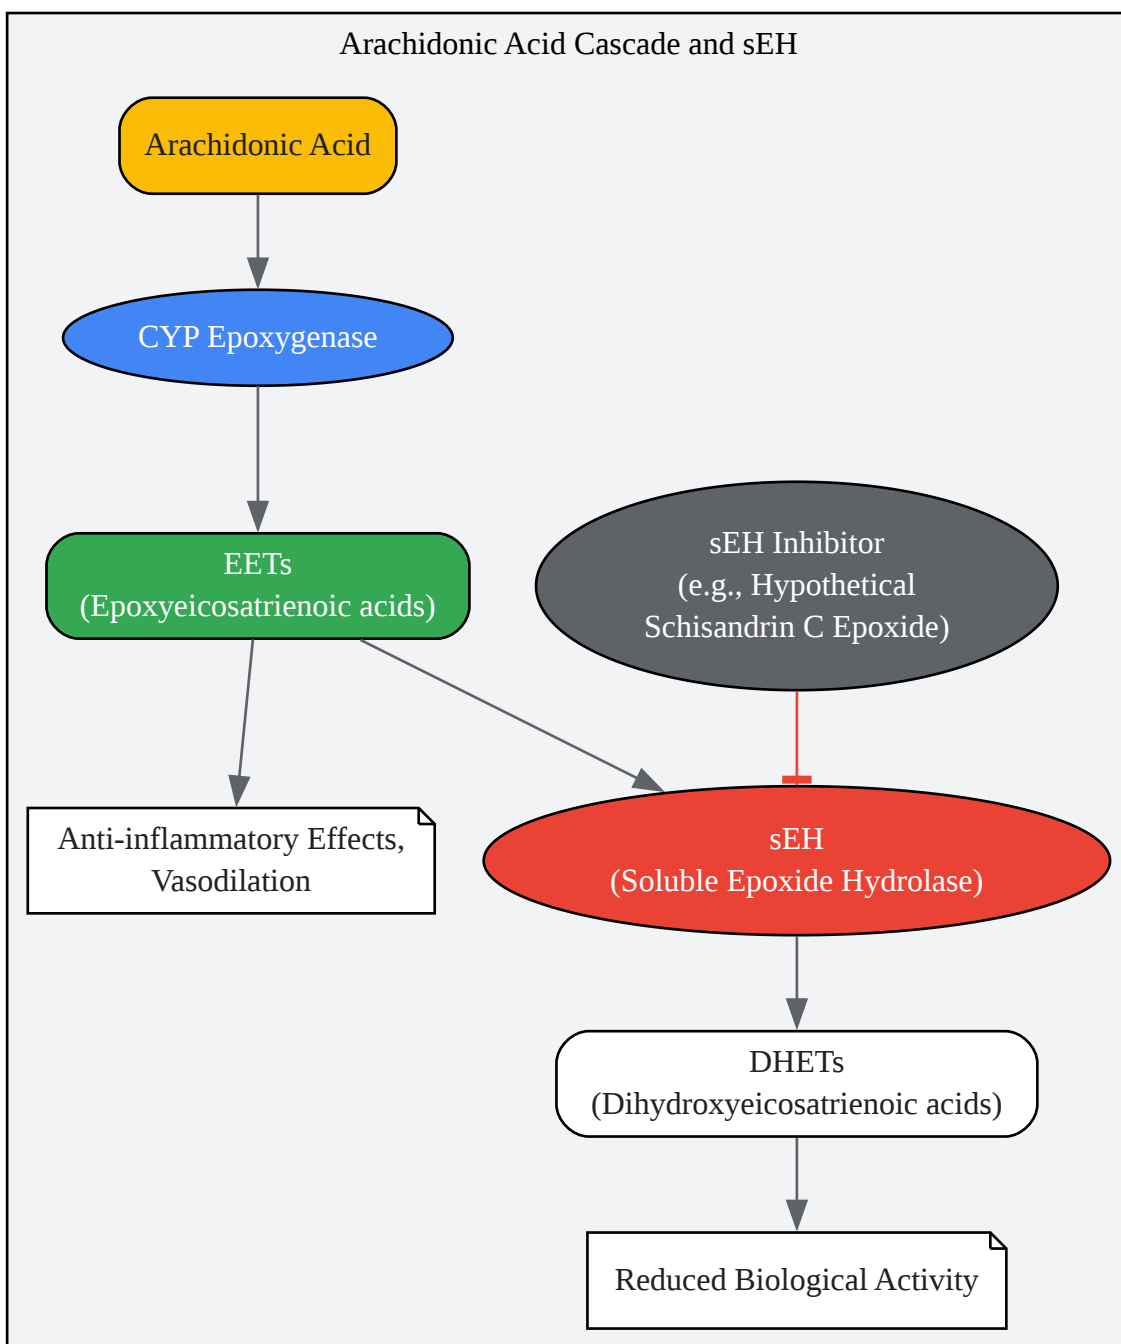 Arachidonic Acid Cascade and sEH
Arachidonic Acid
CYP Epoxygenase
EETs
(Epoxyeicosatrienoic acids)
sEH Inhibitor
(e.g., Hypothetical
Schisandrin C Epoxide)
Anti-inflammatory Effects,
Vasodilation
sEH
(Soluble Epoxide Hydrolase)
DHETs
(Dihydroxyeicosatrienoic acids)
Reduced Biological Activity